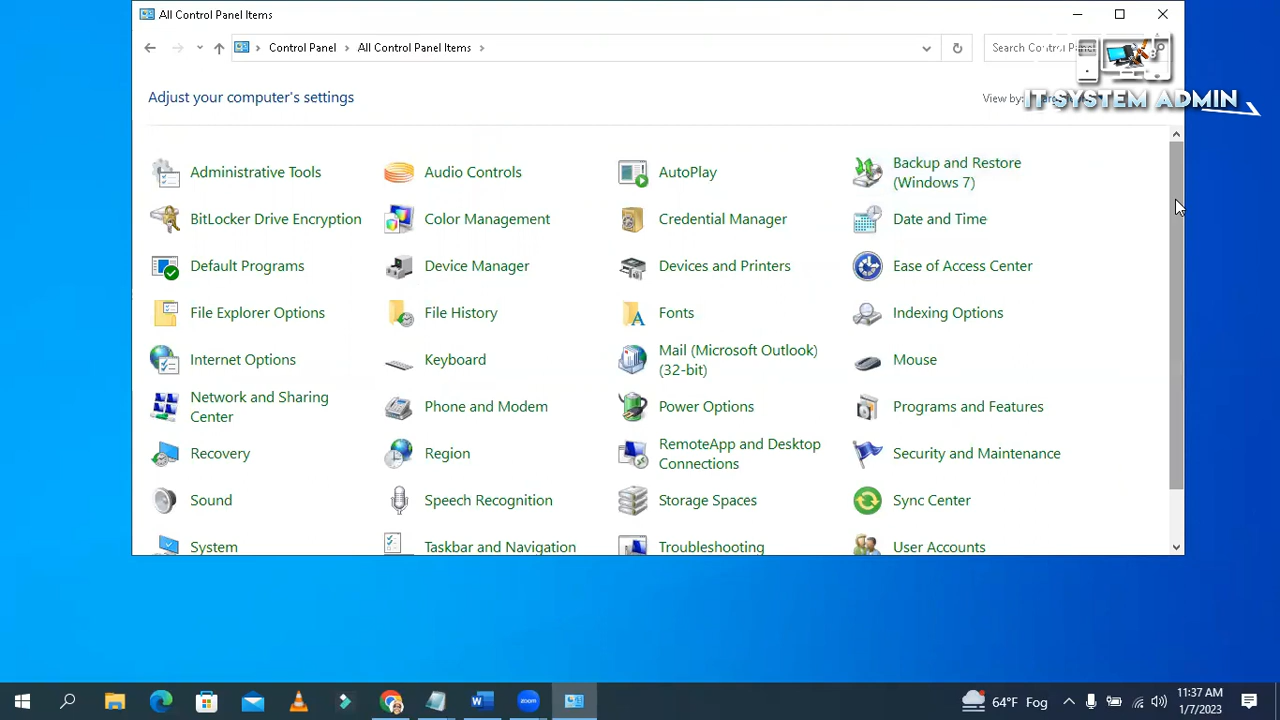 All Control Panel Items
Control Panel
All Control Panel Items
Search Control
IT SYSTEM ADMIN
Adjust your computer's settings
View by:
Administrative Tools
Audio Controls
AutoPlay
Backup and Restore
(Windows 7)
BitLocker Drive Encryption
Color Management
Credential Manager
Date and Time
Default Programs
Device Manager
Devices and Printers
Ease of Access Center
File Explorer Options
File History
Fonts
Indexing Options
Internet Options
Keyboard
Mail (Microsoft Outlook)
(32-bit)
Mouse
Network and Sharing
Center
Phone and Modem
Power Options
Programs and Features
Recovery
Region
RemoteApp and Desktop
Connections
Security and Maintenance
Sound
Speech Recognition
Storage Spaces
Sync Center
System
Taskbar and Navigation
Troubleshooting
User Accounts
zoom
64°F Fog
11:37 AM
1/7/2023